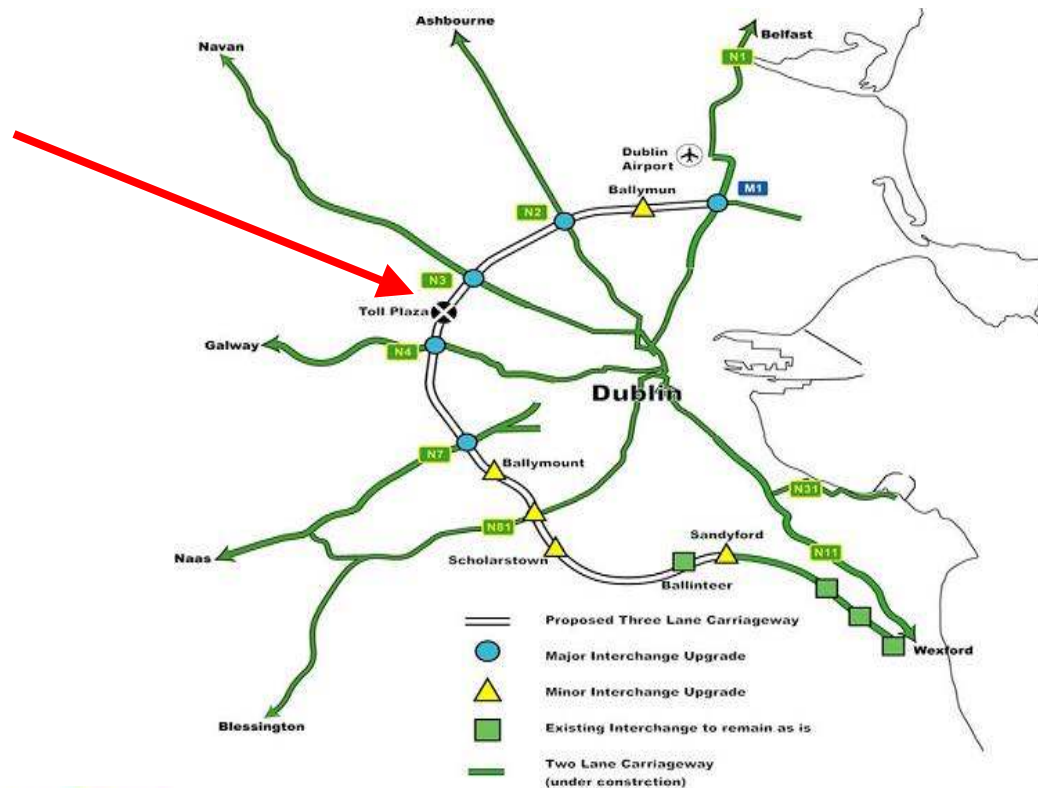 Ashbourne
Belfast
Navan
N1
Dublin
Airport
Ballymun
M1
N2
N3
Toll Plaza
Galway
N4
Dublin
N7
Ballymount
N31
N81
Sandyford
N11
Naas
Scholarstown
Ballinteer
Wexford
Blessington
Proposed Three Lane Carriageway
Major Interchange Upgrade
Minor Interchange Upgrade
Existing Interchange to remain as is
Two Lane Carriageway
(under constrction)